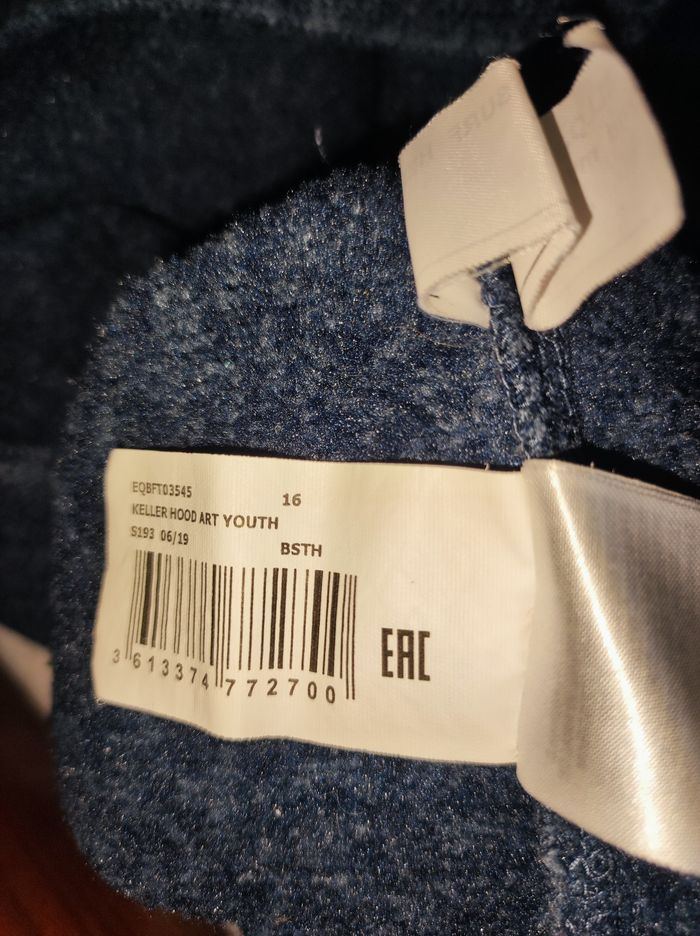 EQBFT03545
16
KELLER HOOD ART YOUTH
S193 06/19
BSTH
EAC
3 613374 772700